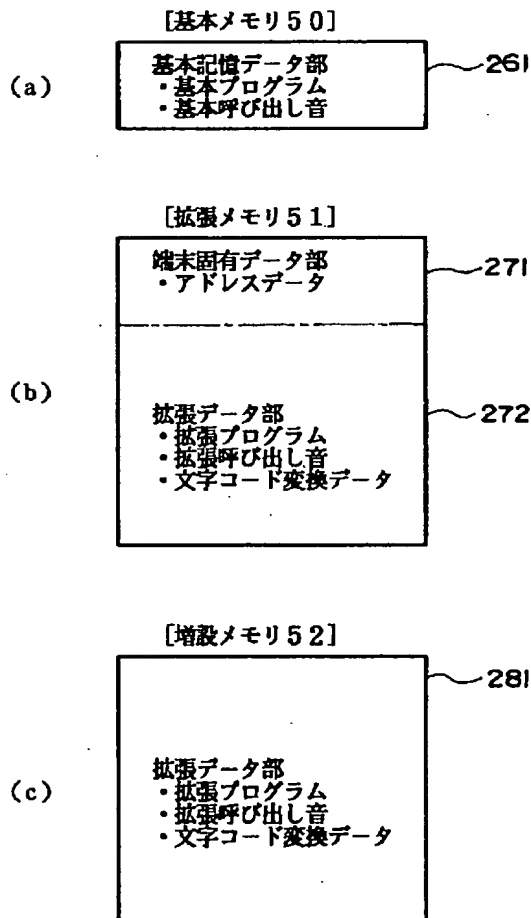 [基本メモリ50]
(a)
基本記憶データ部
・基本プログラム
・基本呼び出し音
261
[拡張メモリ51]
端末固有データ部
・アドレスデータ
271
(b)
拡張データ部
・拡張プログラム
・拡張呼び出し音
・文字コード変換データ
272
[増設メモリ52]
281
(c)
拡張データ部
・拡張プログラム
・拡張呼び出し音
・文字コード変換データ